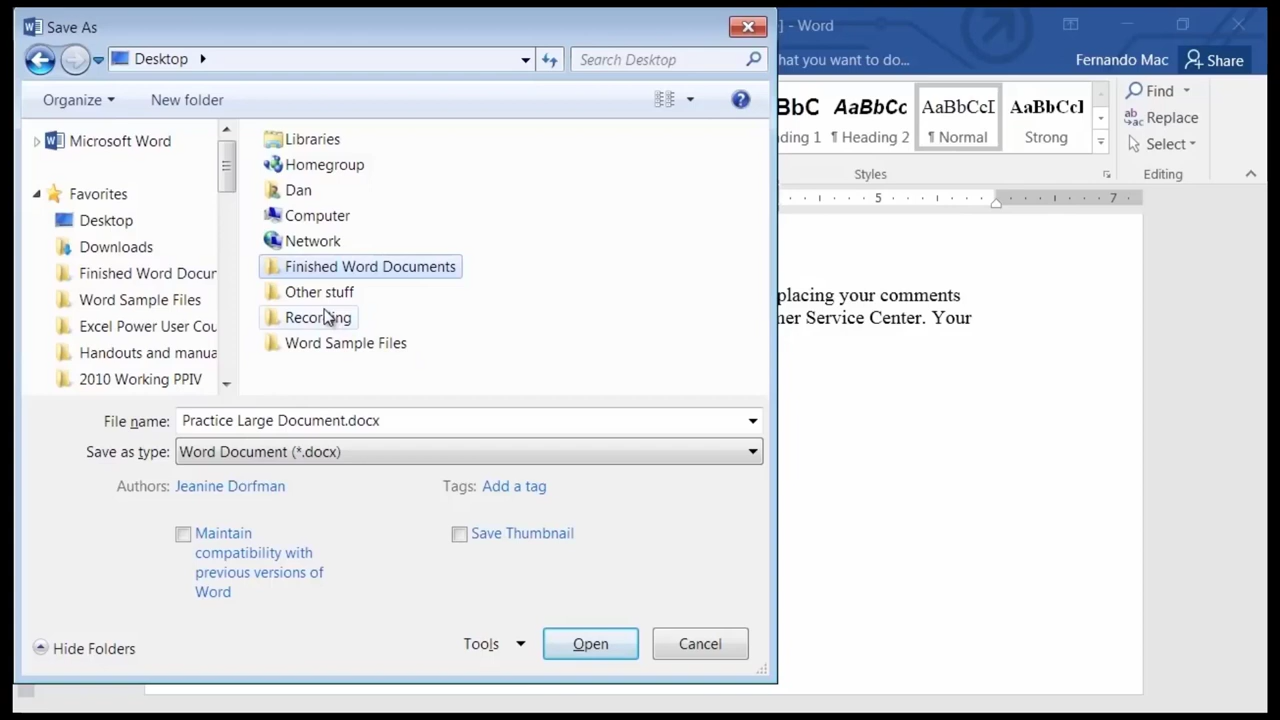 Save As
Desktop
Search Desktop
Organize
New folder
Microsoft Word
Favorites
Desktop
Downloads
Finished Word Docur
Word Sample Files
Excel Power User Cou
Handouts and manua
2010 Working PPIV
Libraries
Homegroup
Dan
Computer
Network
Finished Word Documents
Other stuff
Recording
Word Sample Files
File name: Practice Large Document.docx
Save as type: Word Document (*.docx)
Authors: Jeanine Dorfman
Tags: Add a tag
Maintain
compatibility with
previous versions of
Word
Save Thumbnail
Hide Folders
Tools
Open
Cancel
] - Word
hat you want to do...
Fernando Mac
Share
BbC AaBbCc AaBbCcI AaBbCcI
ding 1 ¶ Heading 2 ¶ Normal Strong
Styles
Find
Replace
Select
Editing
5 7
placing your comments
ner Service Center. Your